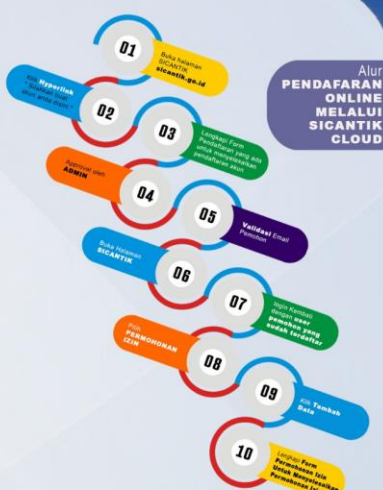 Alur
PENDAFARAN
ONLINE
MELALUI
SICANTIK
CLOUD
01
Buka halaman
SICANTIK
sicantik.go.id
Klik Hyperlink
" Silahkan buat
akun anda disini "
02
03
Lengkapi Form
Pendaftaran yang ada
untuk menyelesaikan
pendaftaran akun
Approval oleh
ADMIN
04
05
Validasi Email
Pemohon
Buka Halaman
SICANTIK
06
07
login Kembali
dengan user
pemohon yang
sudah terdaftar
Pilih
PERMOHONAN
IZIN
08
09
Klik Tambah
Data
10
Lengkapi Form
Permohonan Izin
Untuk Menyelesaikan
Permohonan Izin